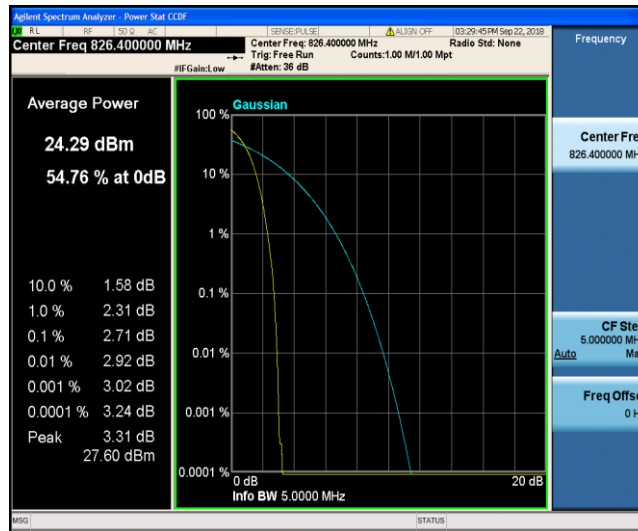 Agilent Spectrum Analyzer - Power Stat CCDF
RL RF 50 Ω AC SENSE:PULSE ALIGN OFF 03:29:45 PM Sep 22, 2018
Center Freq 826.400000 MHz
Center Freq: 826.400000 MHz Radio Std: None
Trig: Free Run Counts:1.00 M/1.00 Mpt
#IFGain:Low #Atten: 36 dB
Frequency
Average Power
24.29 dBm
54.76 % at 0dB
10.0 % 1.58 dB
1.0 % 2.31 dB
0.1 % 2.71 dB
0.01 % 2.92 dB
0.001 % 3.02 dB
0.0001 % 3.24 dB
Peak 3.31 dB
27.60 dBm
Gaussian
100 %
10 %
1 %
0.1 %
0.01 %
0.001 %
0.0001 %
0 dB 20 dB
Info BW 5.0000 MHz
Center Fre
826.400000 MH
CF Ste
5.000000 MH
Auto Ma
Freq Offse
0 H
MSG STATUS